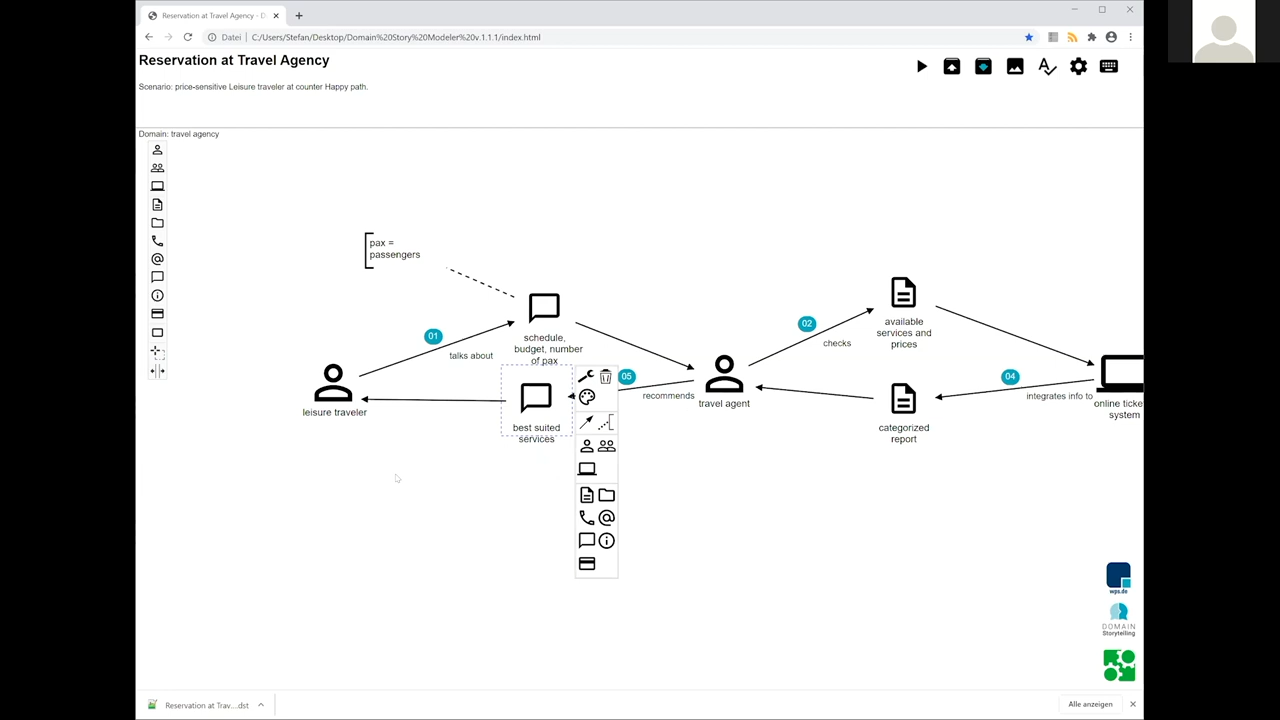 Reservation at Travel Agency - D
Datei
C:/Users/Stefan/Desktop/Domain%20Story%20Modeler%20v.1.1.1/index.html
Reservation at Travel Agency
Scenario: price-sensitive Leisure traveler at counter Happy path.
Domain: travel agency
pax =
passengers
01
talks about
schedule,
budget, number
of pax
leisure traveler
best suited
services
05
recommends
travel agent
02
checks
available
services and
prices
categorized
report
04
integrates info to
online ticke
system
wps.de
DOMAIN
Storytelling
Reservation at Trav....dst
Alle anzeigen